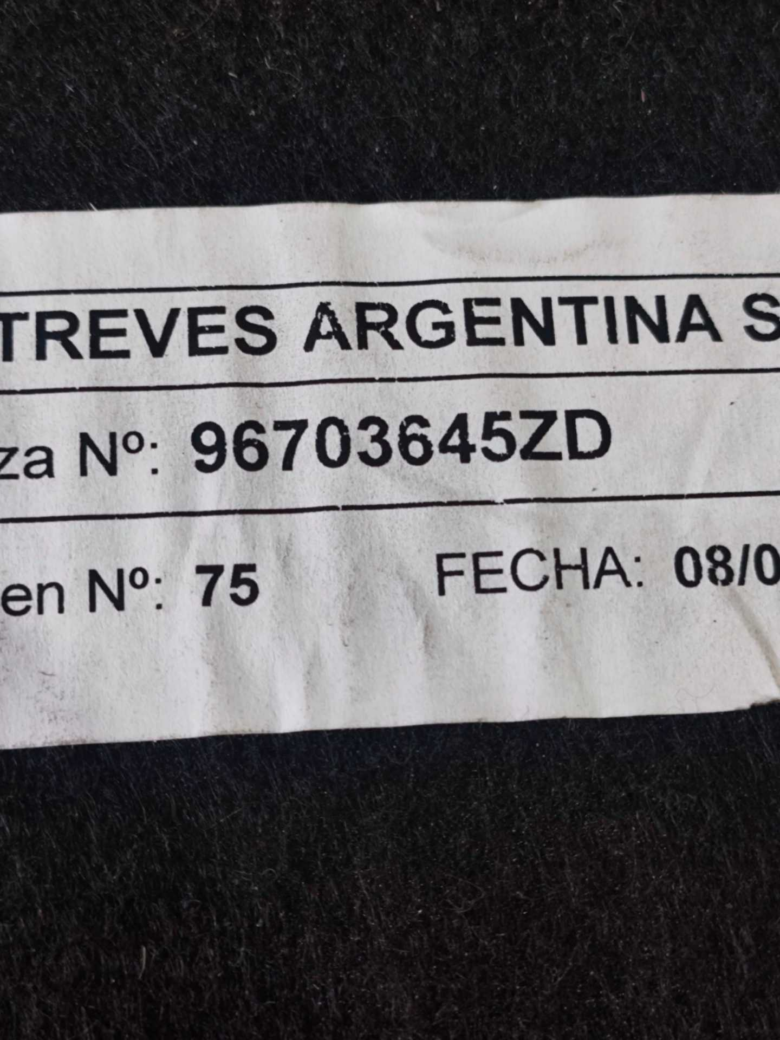 TREVES ARGENTINA S
za Nº: 96703645ZD
en Nº: 75 FECHA: 08/0